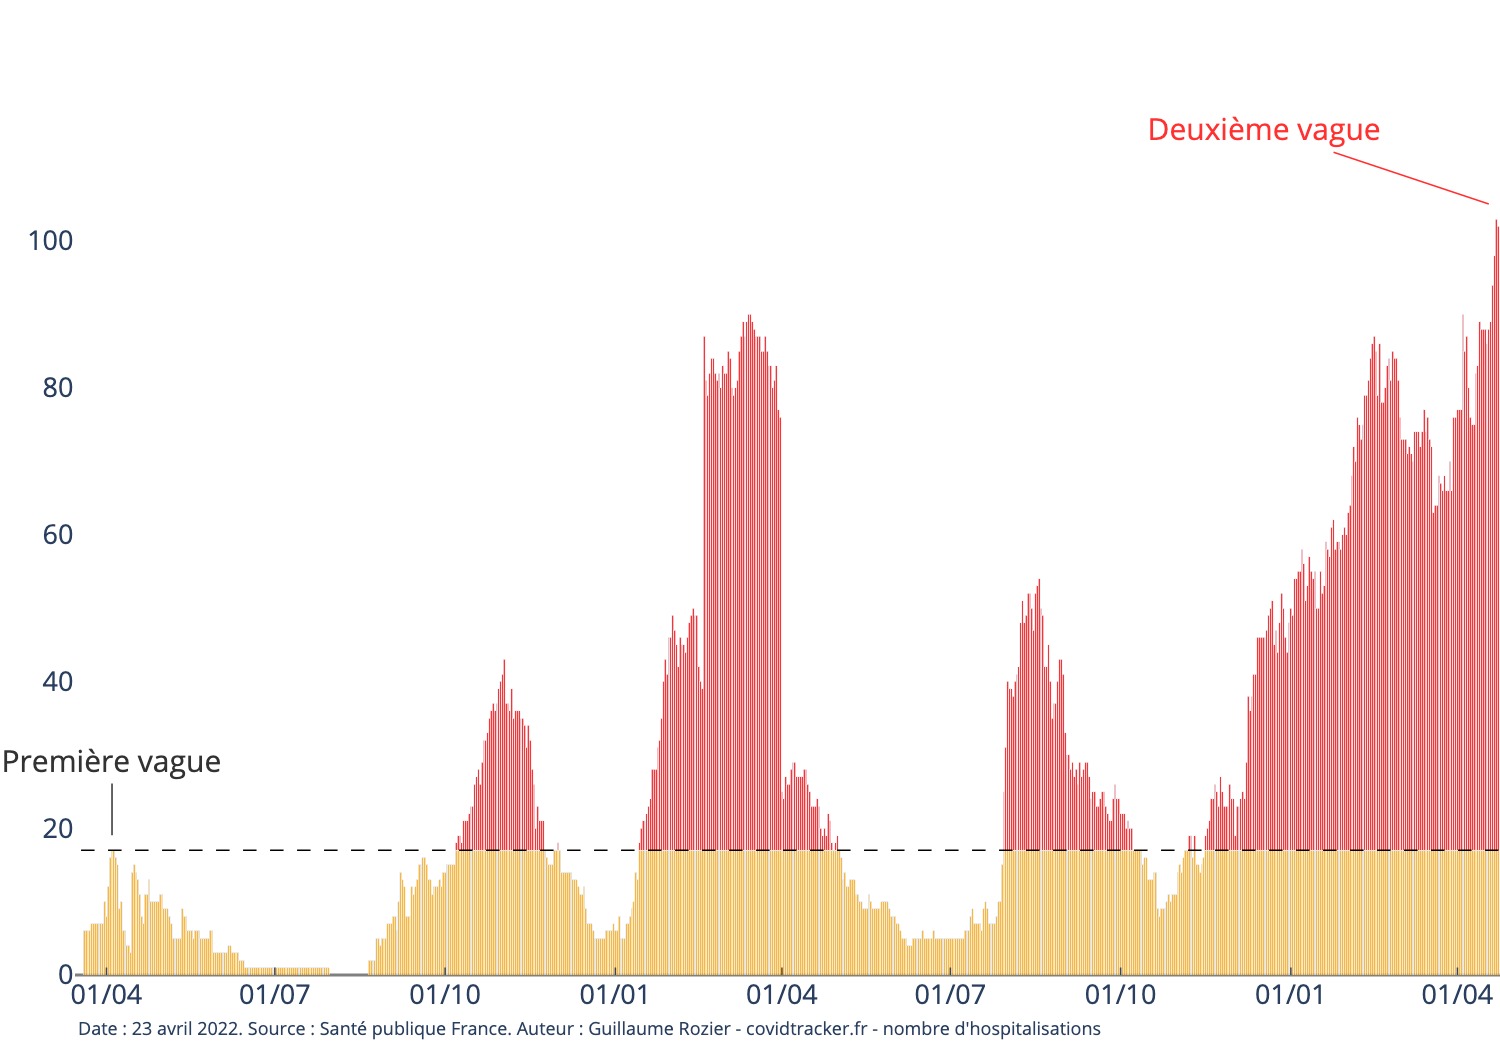 Deuxième vague
100
80
60
40
Première vague
20
0
01/04 01/07 01/10 01/01 01/04 01/07 01/10 01/01 01/04
Date : 23 avril 2022. Source : Santé publique France. Auteur : Guillaume Rozier - covidtracker.fr - nombre d'hospitalisations